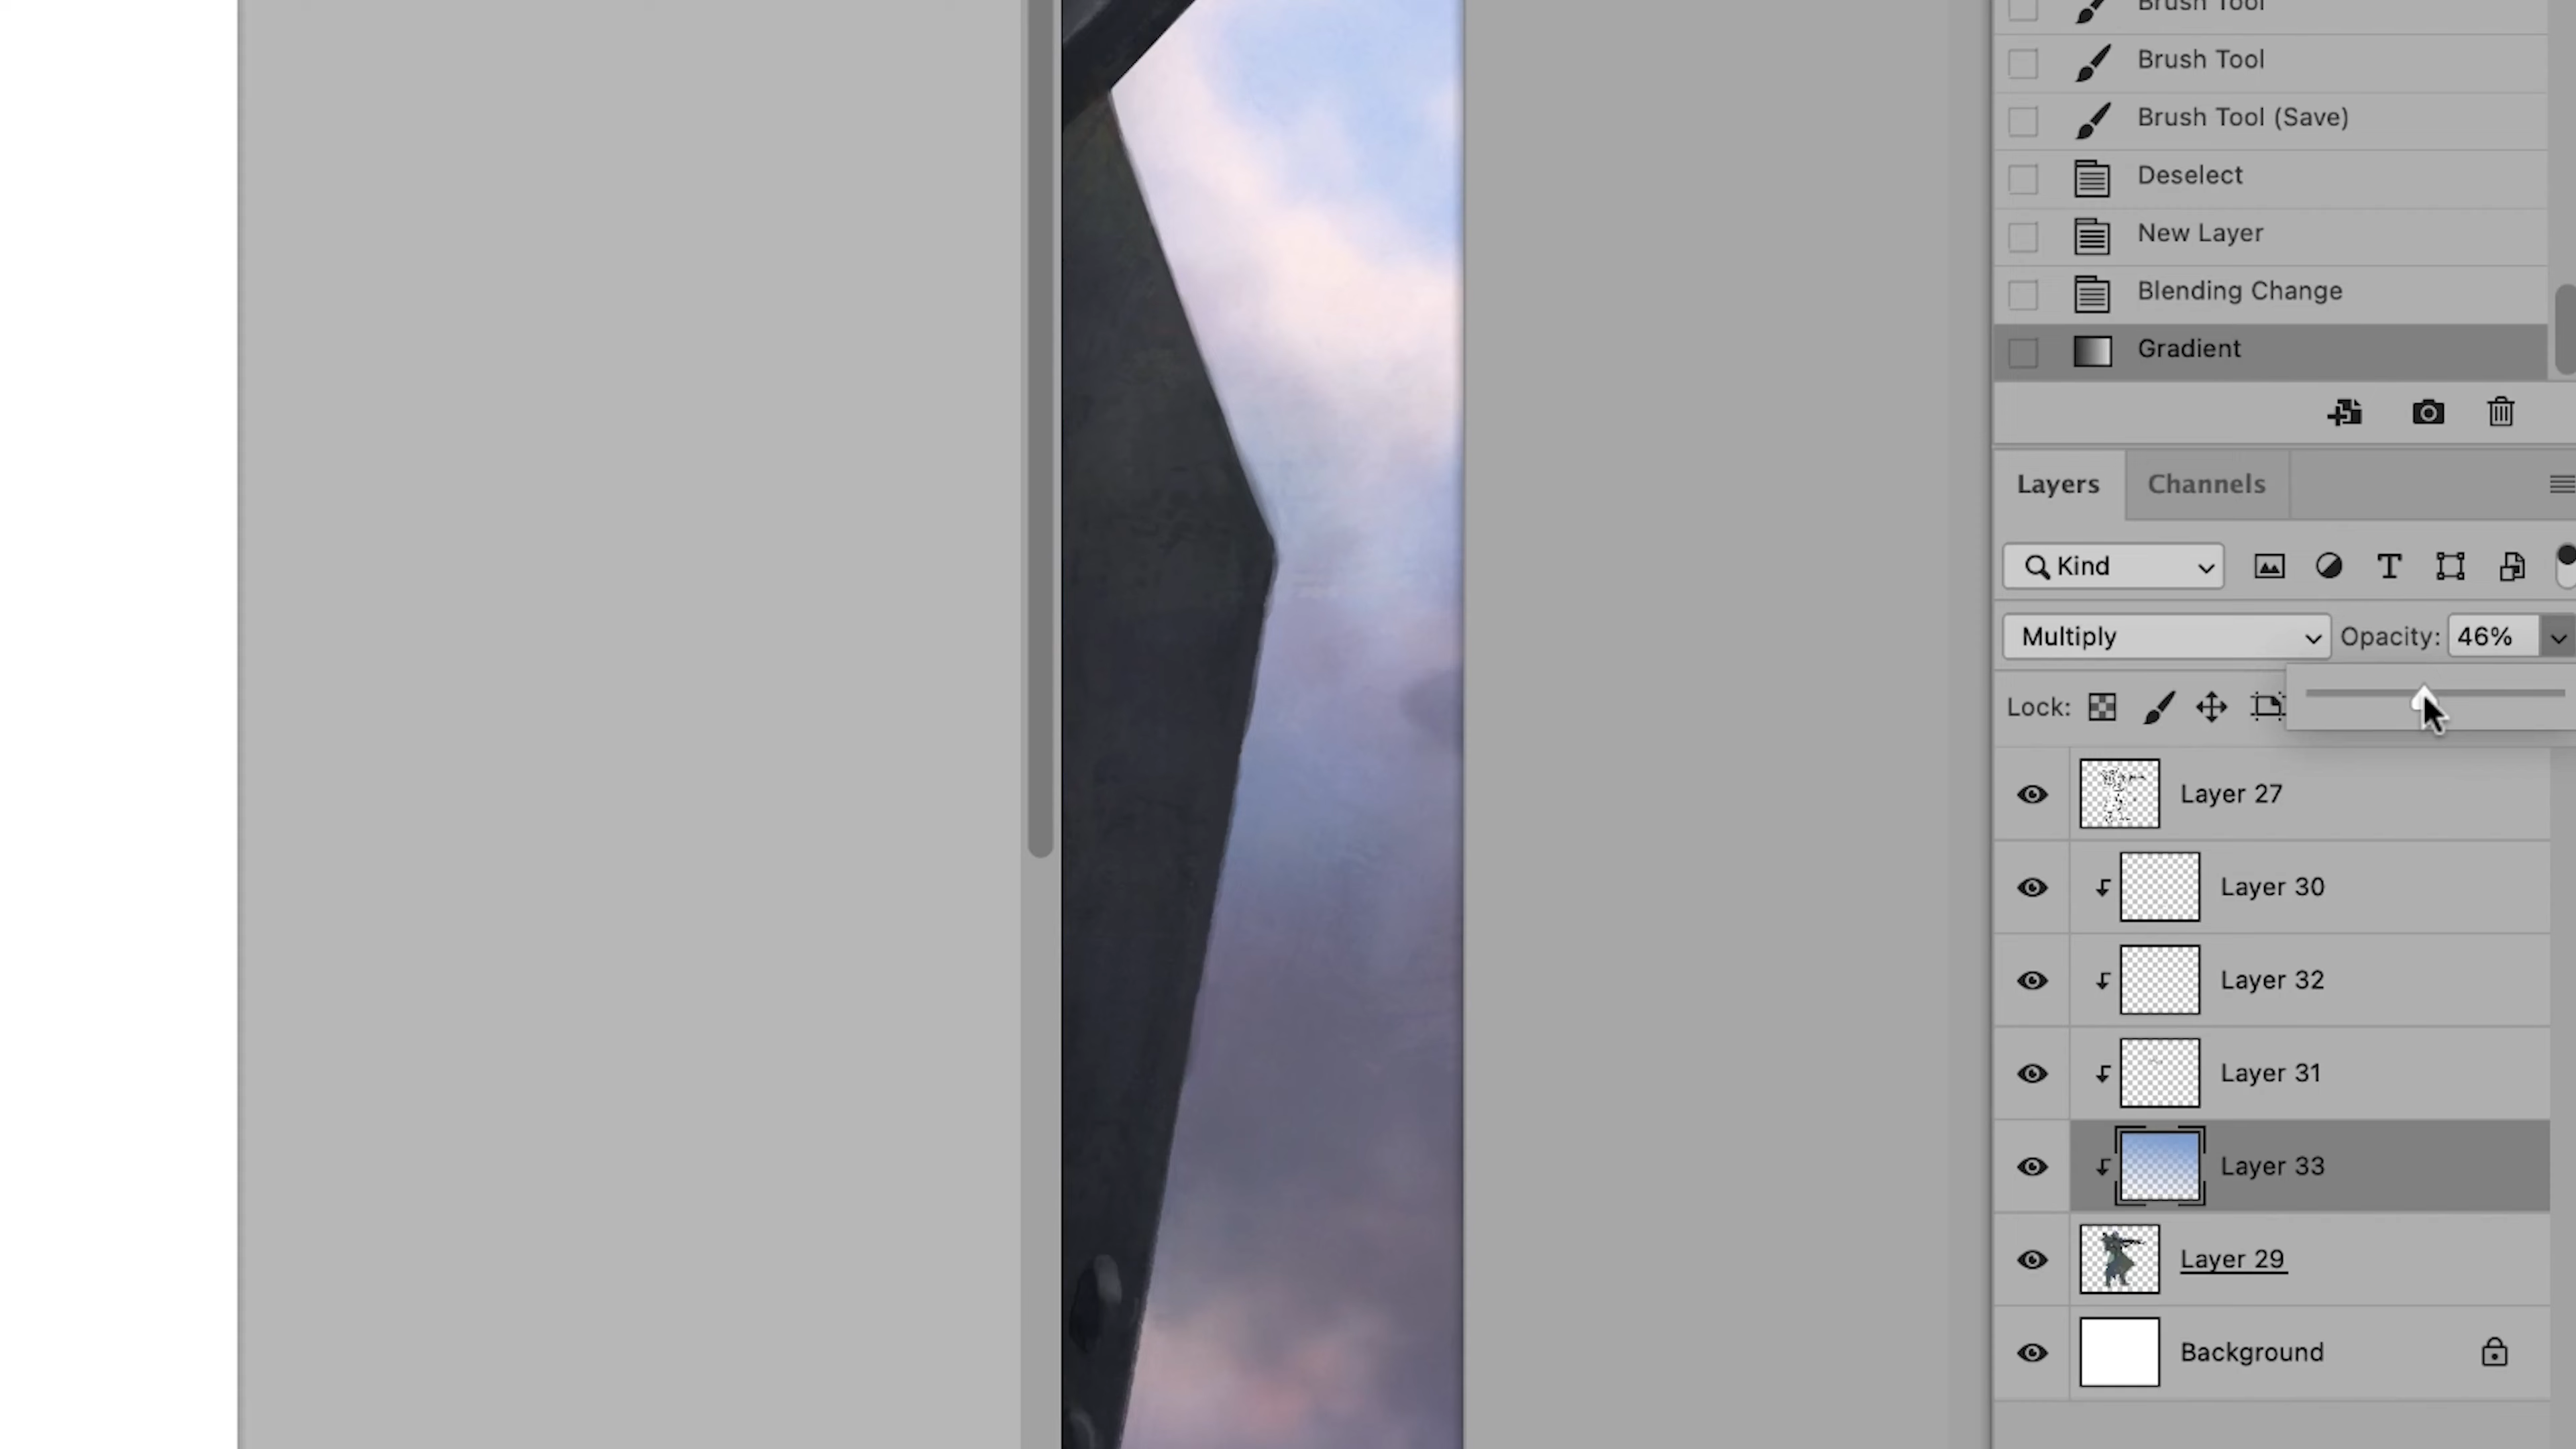 Brush Tool
Brush Tool
Brush Tool (Save)
Deselect
New Layer
Blending Change
Gradient
Layers Channels
Kind
Multiply Opacity: 46%
Lock:
Layer 27
Layer 30
Layer 32
Layer 31
Layer 33
Layer 29
Background